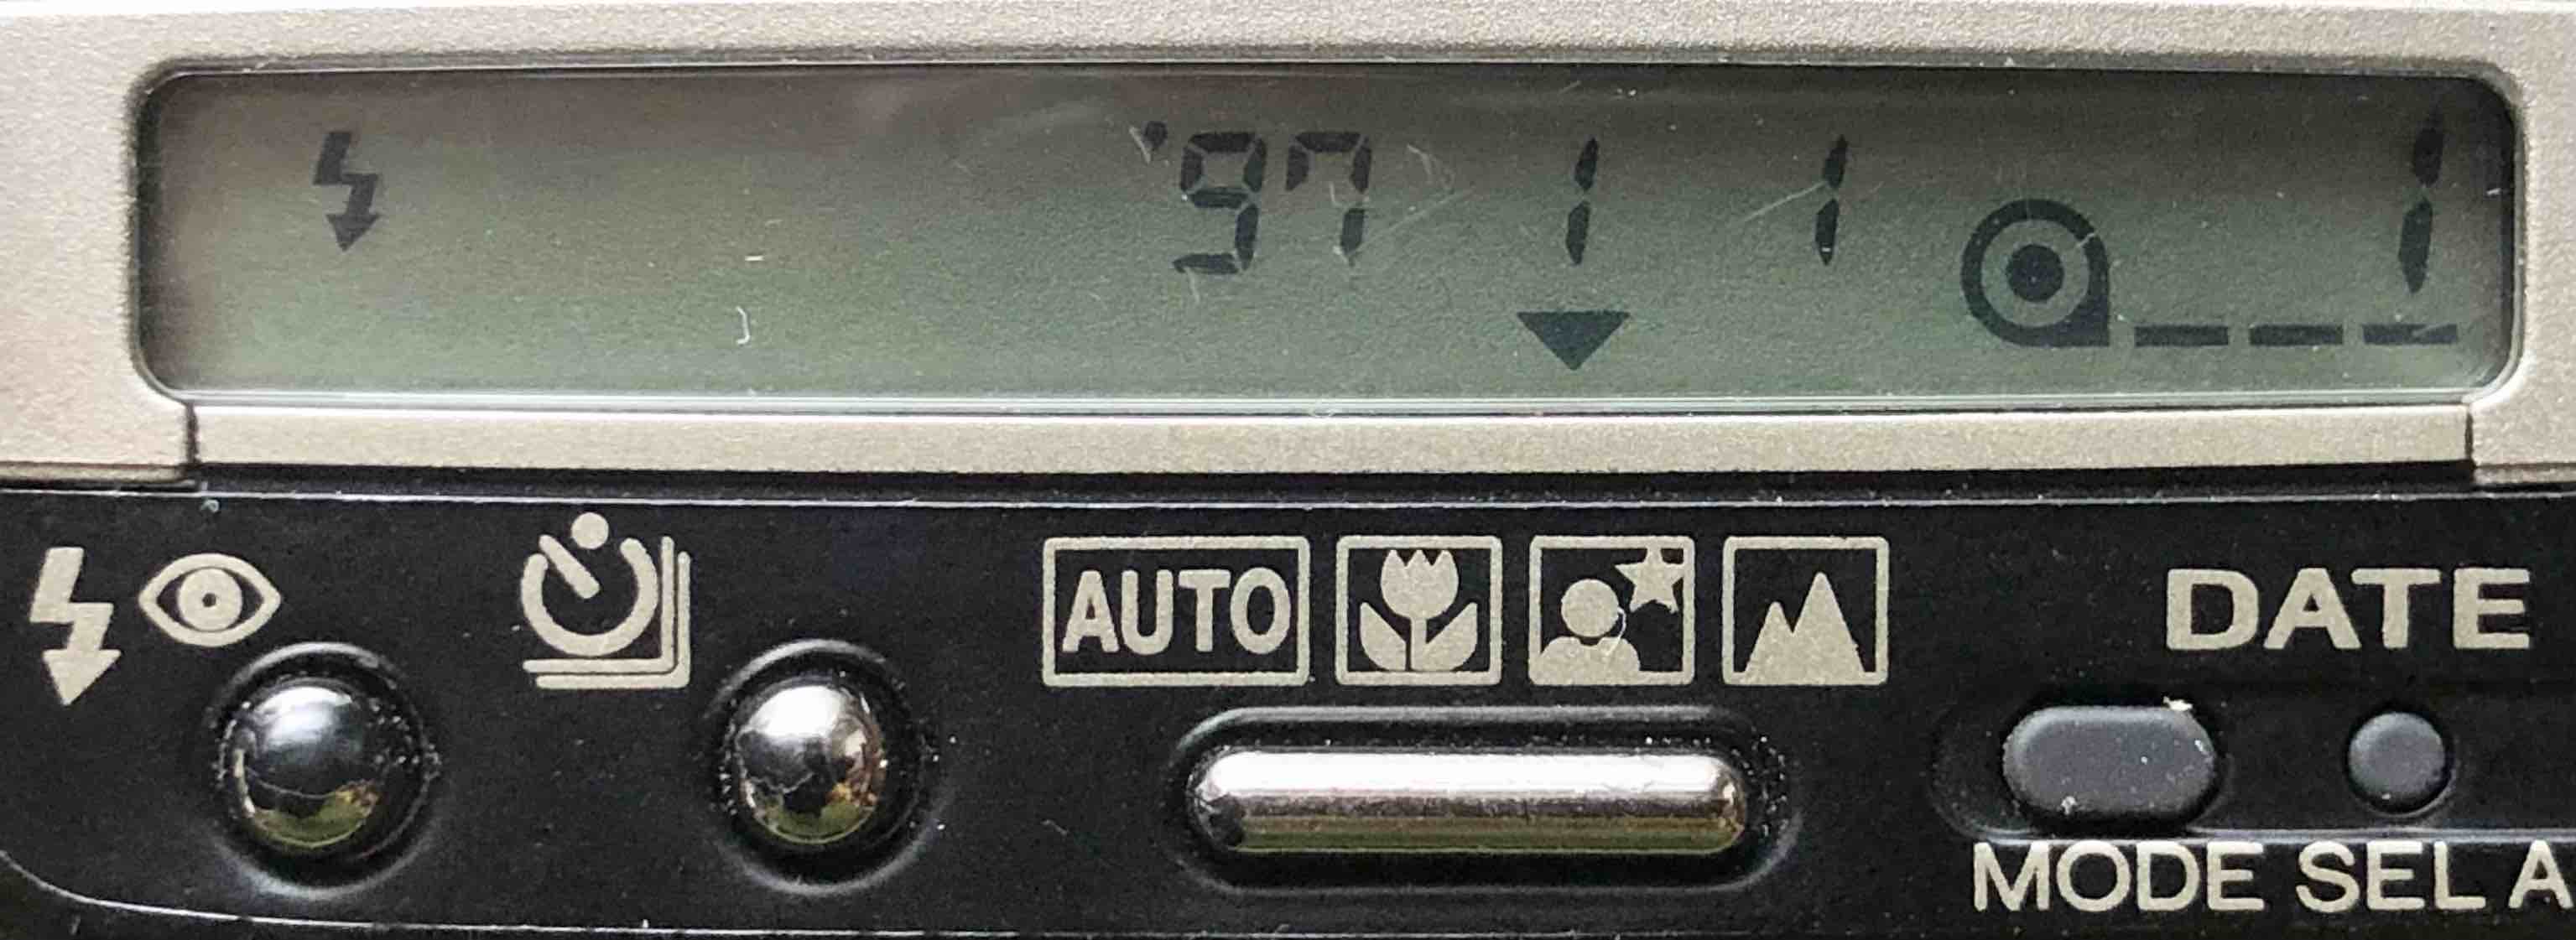 '97 1 1 1
AUTO
DATE
MODE SEL A